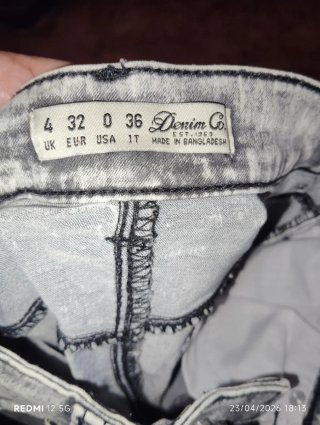 4 32 0 36 Denim Co.
EST. 1969
UK EUR USA IT MADE IN BANGLADESH
REDMI 12 5G
23/04/2026 18:13